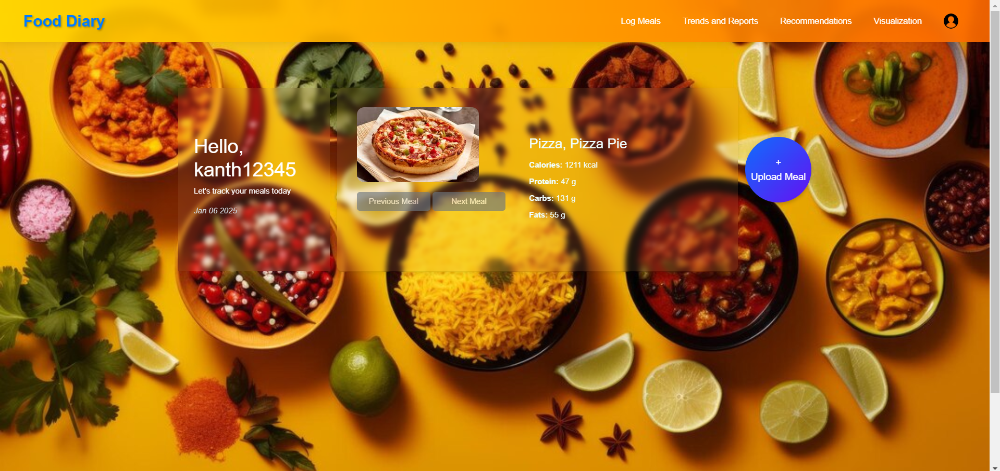 Food Diary
Log Meals
Trends and Reports
Recommendations
Visualization
Hello,
kanth12345
Let's track your meals today
Jan 06 2025
Previous Meal
Next Meal
Pizza, Pizza Pie
Calories: 1211 kcal
Protein: 47 g
Carbs: 131 g
Fats: 55 g
+
Upload Meal